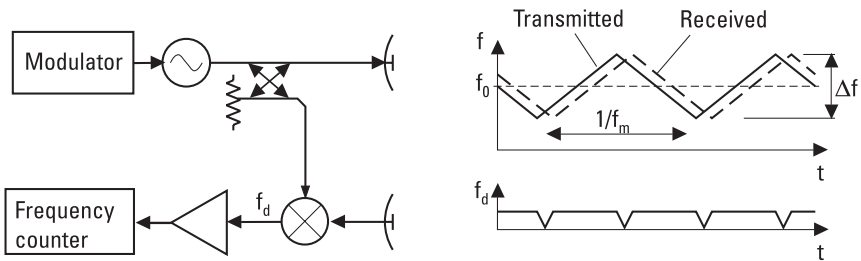 Modulator
Frequency
counter
f_d
Transmitted
Received
f
f_0
Δf
1/f_m
t
f_d
t